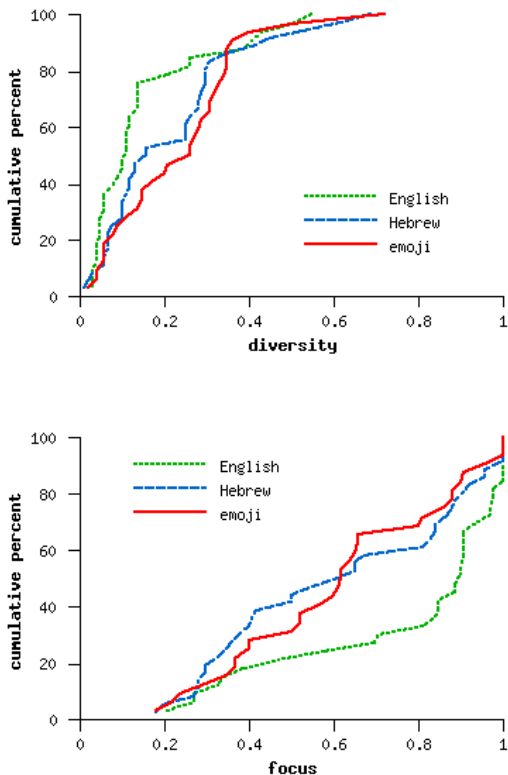 100
80
60
40
20
0
cumulative percent
English
Hebrew
emoji
0 0.2 0.4 0.6 0.8 1
diversity
100
80
60
40
20
0
cumulative percent
English
Hebrew
emoji
0 0.2 0.4 0.6 0.8 1
focus